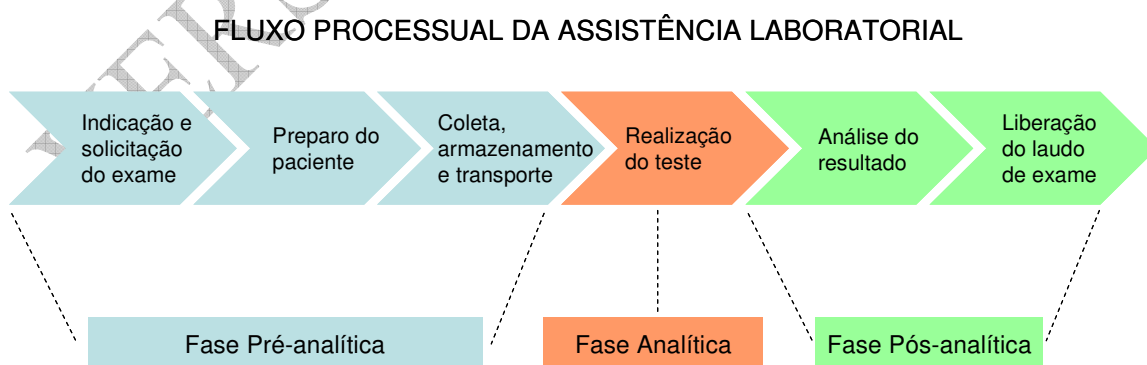 FLUXO PROCESSUAL DA ASSISTÊNCIA LABORATORIAL
Indicação e
solicitação
do exame
Preparo do
paciente
Coleta,
armazenamento
e transporte
Realização
do teste
Análise do
resultado
Liberação
do laudo
de exame
Fase Pré-analítica
Fase Analítica
Fase Pós-analítica